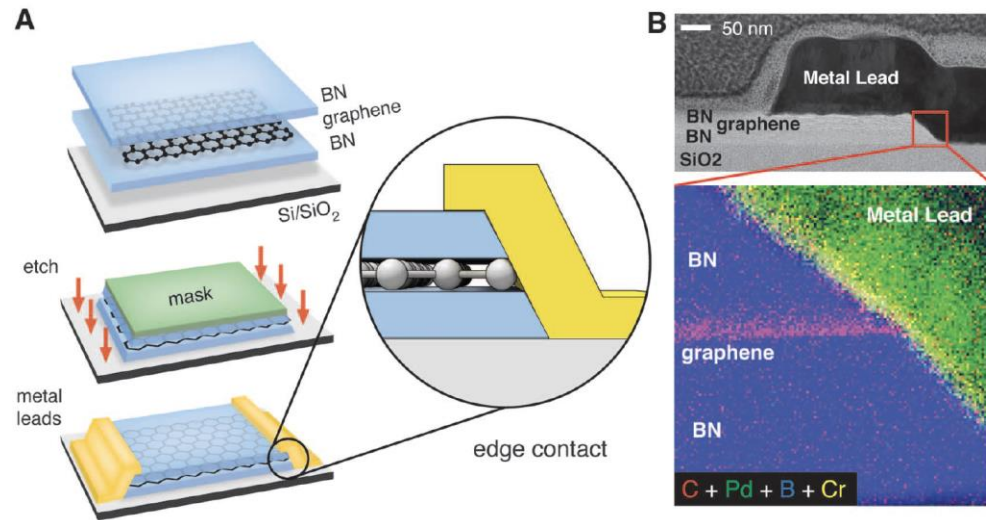 A
BN
graphene
BN
Si/SiO2
etch
mask
metal
leads
edge contact
B
50 nm
Metal Lead
BN
graphene
BN
SiO2
Metal Lead
BN
graphene
BN
C + Pd + B + Cr